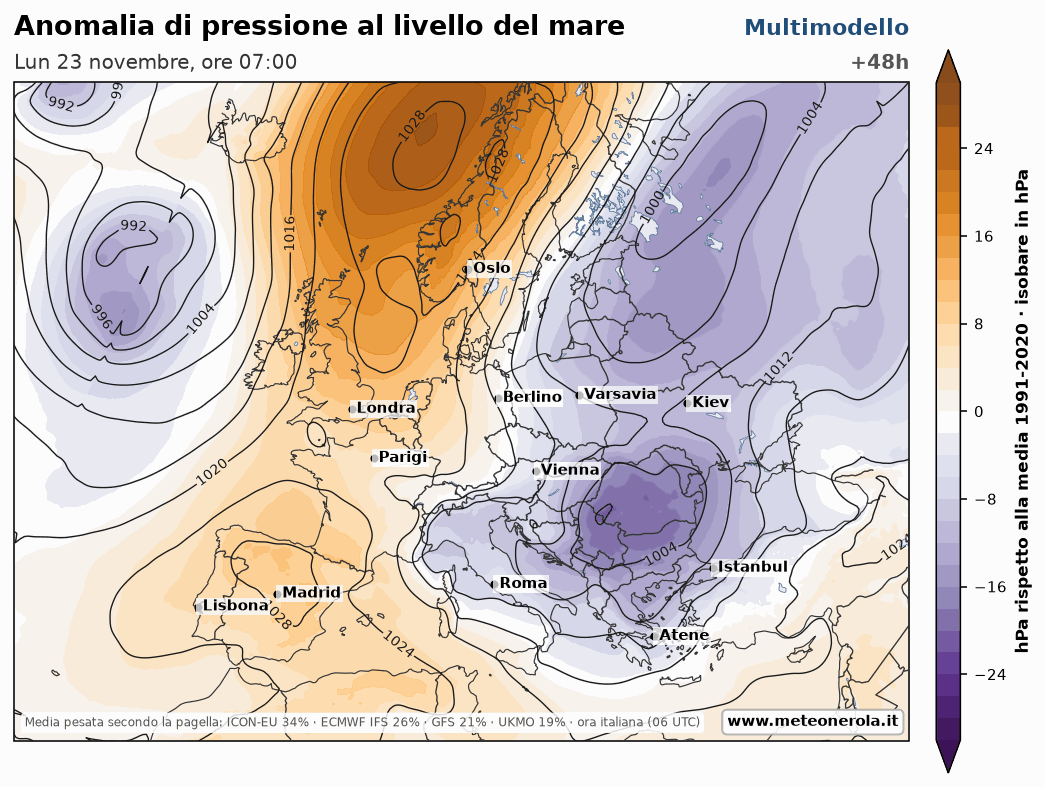 Anomalia di pressione al livello del mare
Multimodello
Lun 23 novembre, ore 07:00
+48h
992
99
1028
1028
1004
1000
992
1016
Oslo
996
1004
1012
Londra
Berlino
Varsavia
Kiev
Parigi
Vienna
1020
1004
Istanbul
Roma
Madrid
Lisbona
1028
1024
Atene
1024
24
16
8
0
−8
−16
−24
hPa rispetto alla media 1991-2020 · isobare in hPa
Media pesata secondo la pagella: ICON-EU 34% · ECMWF IFS 26% · GFS 21% · UKMO 19% · ora italiana (06 UTC)
www.meteonerola.it